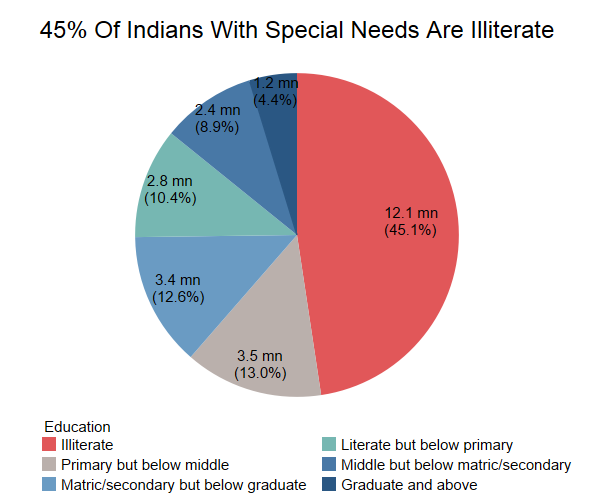 45% Of Indians With Special Needs Are Illiterate
1.2 mn
(4.4%)
2.4 mn
(8.9%)
2.8 mn
(10.4%)
12.1 mn
(45.1%)
3.4 mn
(12.6%)
3.5 mn
(13.0%)
Education
Illiterate
Literate but below primary
Primary but below middle
Middle but below matric/secondary
Matric/secondary but below graduate
Graduate and above